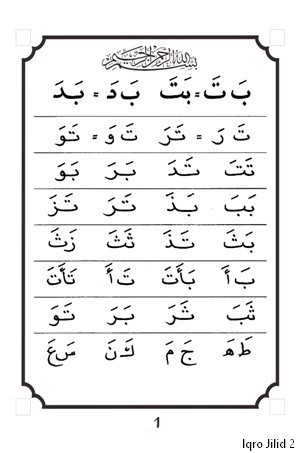 بسم الله الرحمن الرحيم
بَ تَ = بَتَ بَ دَ = بَدَ
تَ رَ = تَرَ تَ وَ = تَوَ
تَتَ تَدَ بَرَ بَوَ
بَبَ بَذَ تَرَ تَزَ
بَثَ تَذَ ثَثَ زَثَ
بَ أَ بَأَتَ تَ أَ تَأَتَ
ثَبَ ثَرَ بَرَ تَوَ
طَ هَ جَ مَ كَ نَ سَ عَ
1
Iqro Jilid 2